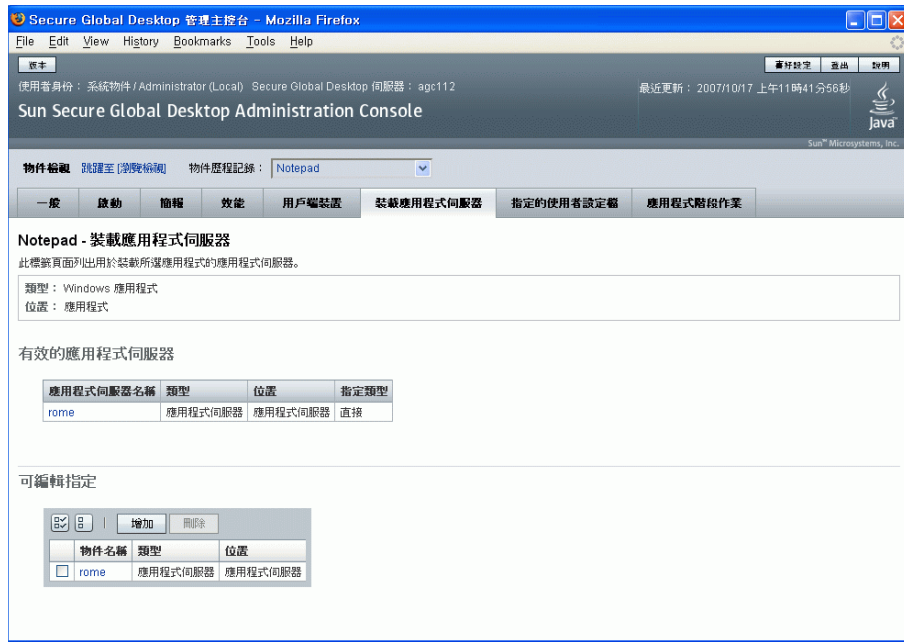 Secure Global Desktop 管理主控台 - Mozilla Firefox
File Edit View History Bookmarks Tools Help
版本 喜好設定 登出 說明
使用者身份： 系統物件 / Administrator (Local) Secure Global Desktop 伺服器： agc112 最近更新： 2007/10/17 上午11時41分56秒
Sun Secure Global Desktop Administration Console
Java
Sun™ Microsystems, Inc.
物件檢視 跳躍至 [瀏覽檢視] 物件歷程記錄： Notepad
一般 啟動 簡報 效能 用戶端裝置 裝載應用程式伺服器 指定的使用者設定檔 應用程式階段作業
Notepad - 裝載應用程式伺服器
此標籤頁面列出用於裝載所選應用程式的應用程式伺服器。
類型： Windows 應用程式
位置： 應用程式
有效的應用程式伺服器
應用程式伺服器名稱 類型 位置 指定類型
rome 應用程式伺服器 應用程式伺服器 直接
可編輯指定
增加 刪除
物件名稱 類型 位置
rome 應用程式伺服器 應用程式伺服器